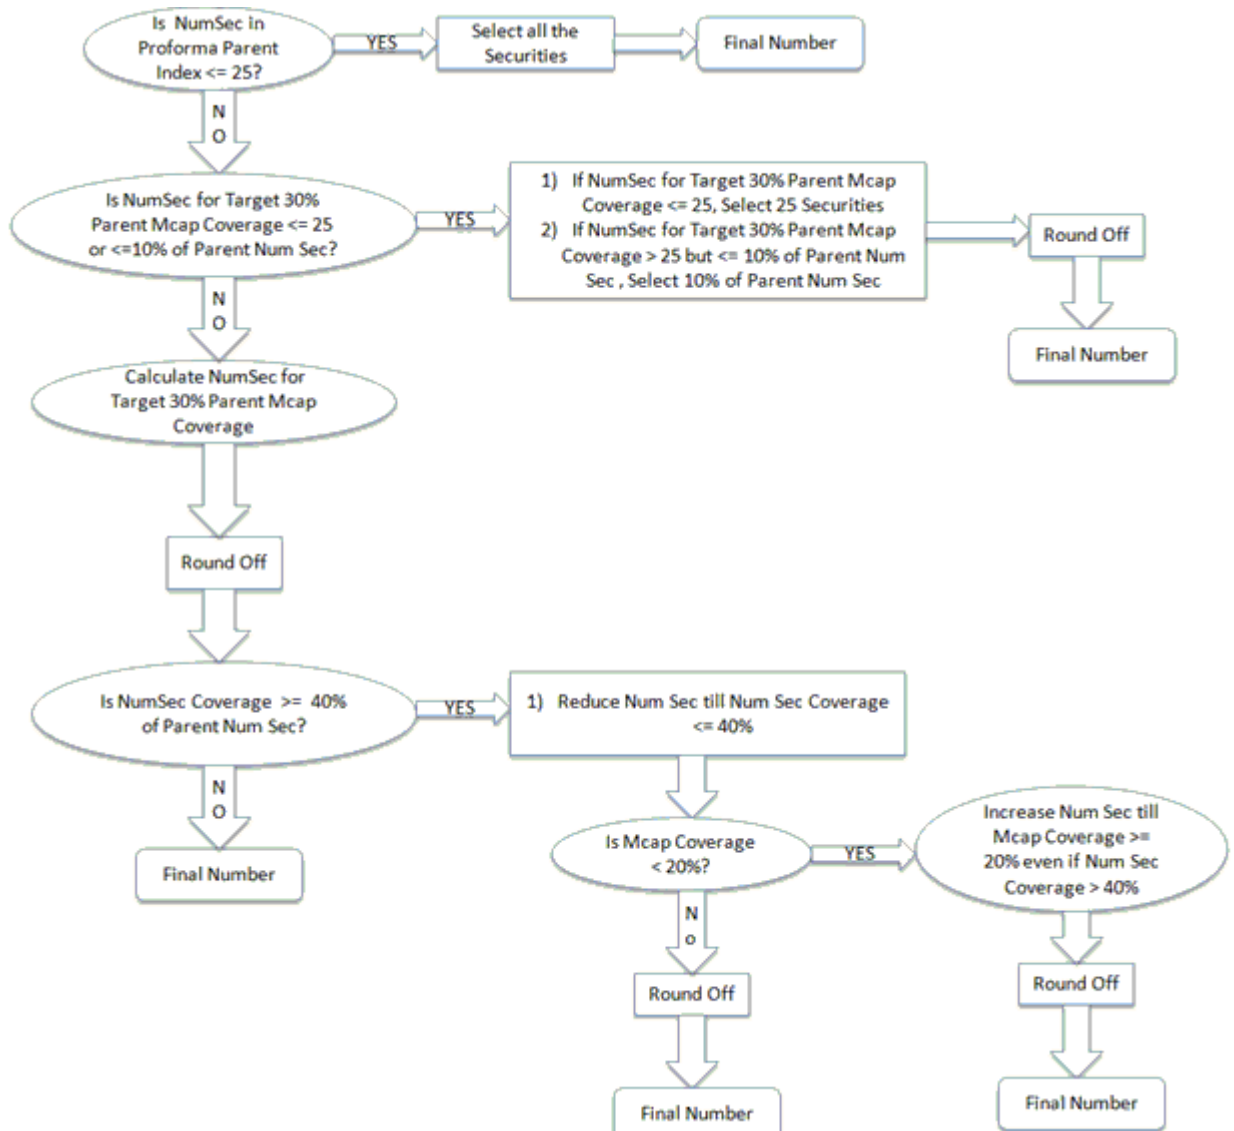 Is NumSec in
Proforma Parent
Index <= 25?
YES
Select all the
Securities
Final Number
N
O
Is NumSec for Target 30%
Parent Mcap Coverage <= 25
or <=10% of Parent Num Sec?
YES
1) If NumSec for Target 30% Parent Mcap
Coverage <= 25, Select 25 Securities
2) If NumSec for Target 30% Parent Mcap
Coverage > 25 but <= 10% of Parent Num
Sec , Select 10% of Parent Num Sec
Round Off
Final Number
N
O
Calculate NumSec for
Target 30% Parent Mcap
Coverage
Round Off
Is NumSec Coverage >= 40%
of Parent Num Sec?
YES
1) Reduce Num Sec till Num Sec Coverage
<= 40%
N
O
Final Number
Is Mcap Coverage
< 20%?
YES
Increase Num Sec till
Mcap Coverage >=
20% even if Num Sec
Coverage > 40%
N
o
Round Off
Final Number
Round Off
Final Number